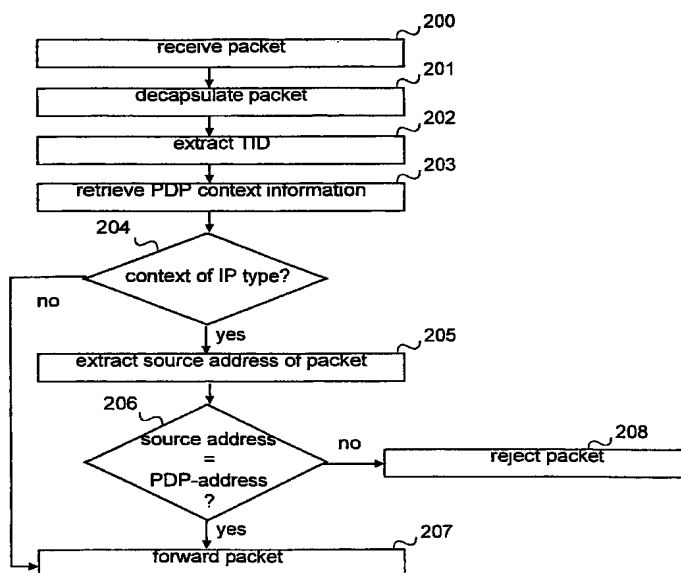 200
receive packet
201
decapsulate packet
202
extract TID
203
retrieve PDP context information
204
context of IP type?
no
yes
205
extract source address of packet
206
source address
=
PDP-address
?
no
208
reject packet
yes
207
forward packet